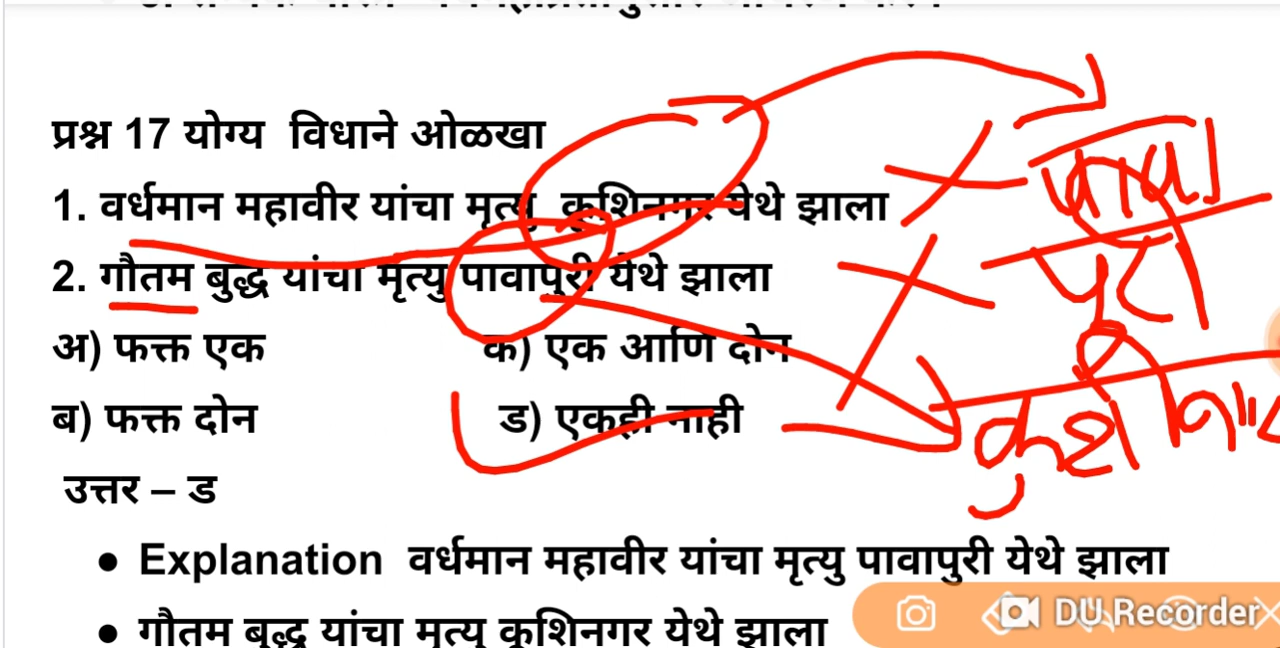 प्रश्न 17 योग्य विधाने ओळखा
1. वर्धमान महावीर यांचा मृत्यु कुशिनगर येथे झाला
2. गौतम बुद्ध यांचा मृत्यु पावापुरी येथे झाला
अ) फक्त एक क) एक आणि दोन
ब) फक्त दोन ड) एकही नाही
उत्तर – ड
• Explanation वर्धमान महावीर यांचा मृत्यु पावापुरी येथे झाला
• गौतम बुद्ध यांचा मृत्यु कुशिनगर येथे झाला
DU Recorder